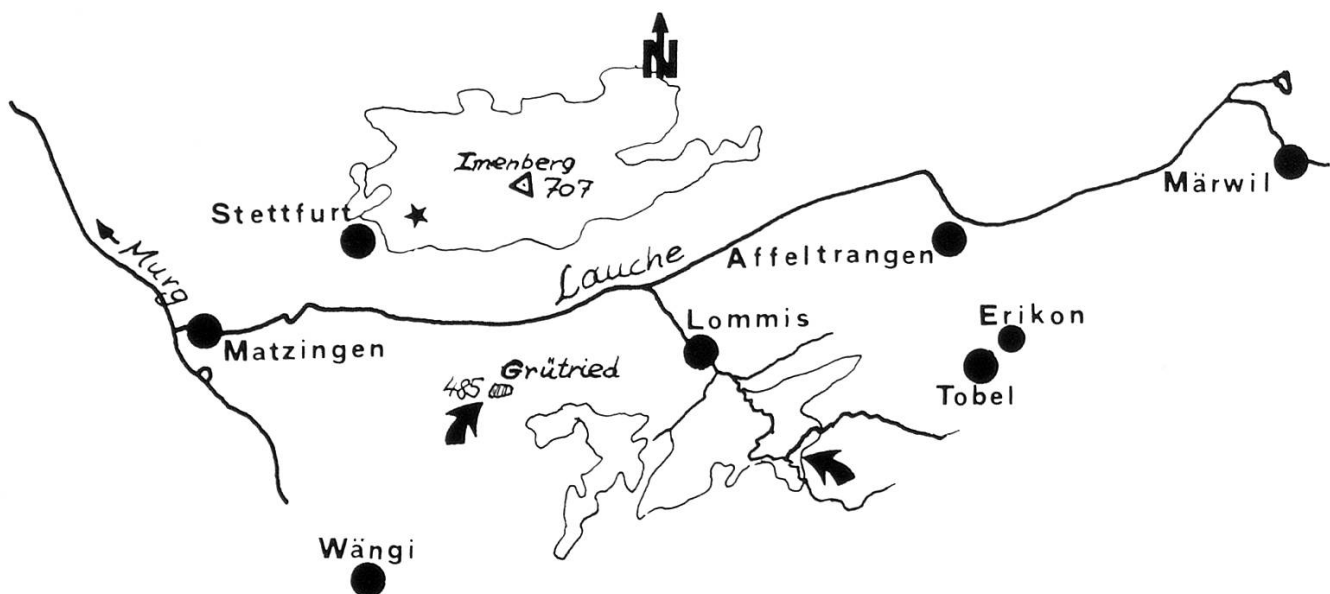 N
Imenberg
707
Märwil
Stettfurt
Murg
Lauche
Affeltrangen
Lommis
Erikon
Matzingen
Grütried
485
Tobel
Wängi